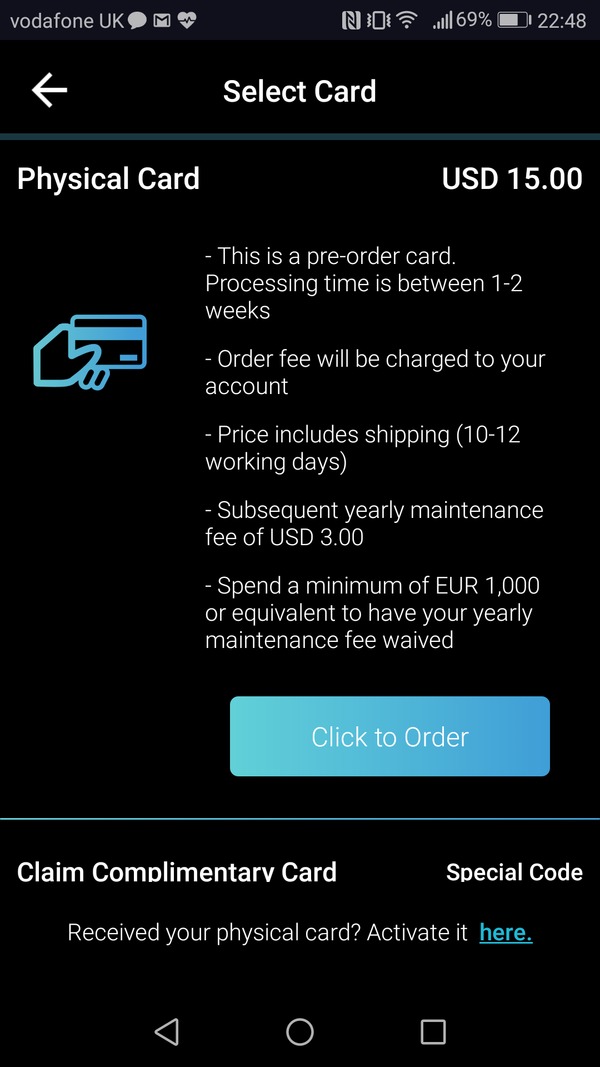 vodafone UK 69% 22:48
Select Card
Physical Card USD 15.00
- This is a pre-order card.
Processing time is between 1-2
weeks
- Order fee will be charged to your
account
- Price includes shipping (10-12
working days)
- Subsequent yearly maintenance
fee of USD 3.00
- Spend a minimum of EUR 1,000
or equivalent to have your yearly
maintenance fee waived
Click to Order
Claim Complimentary Card Special Code
Received your physical card? Activate it here.